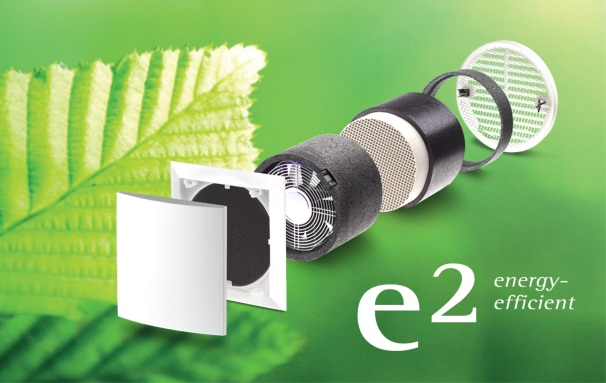 e²
energy-
efficient